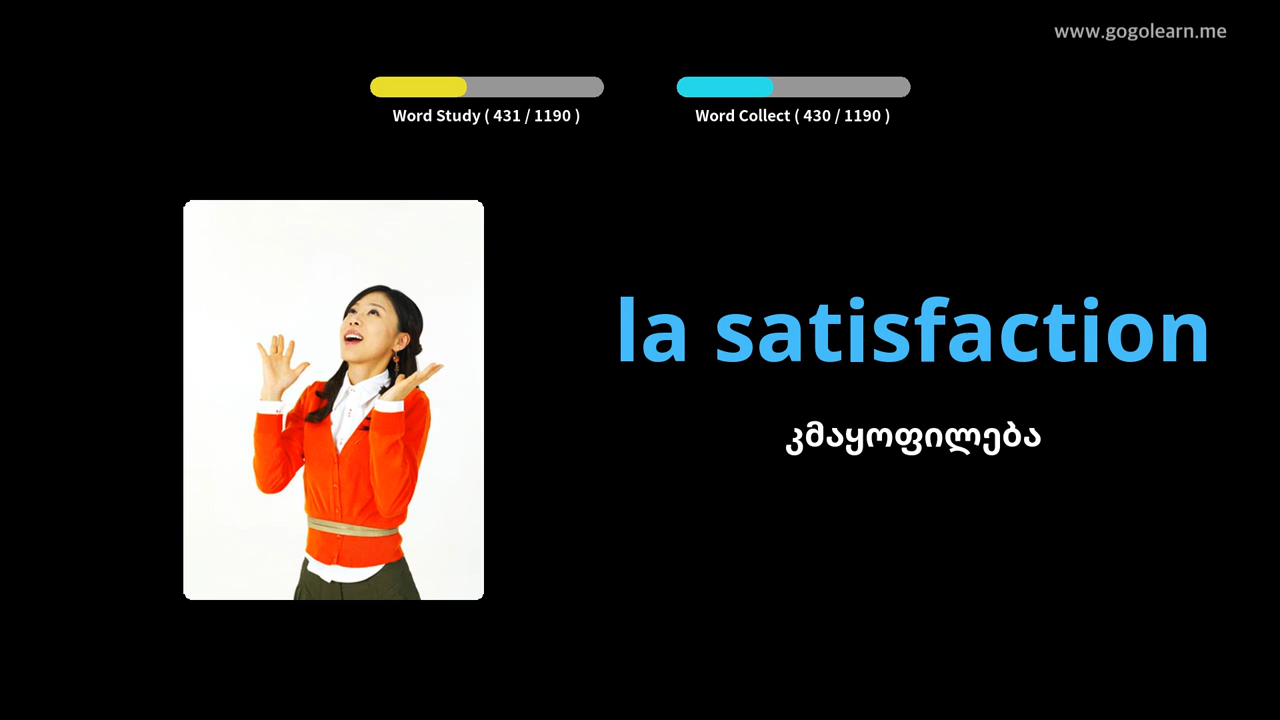 www.gogolearn.me
Word Study ( 431 / 1190 )
Word Collect ( 430 / 1190 )
la satisfaction
კმაყოფილება